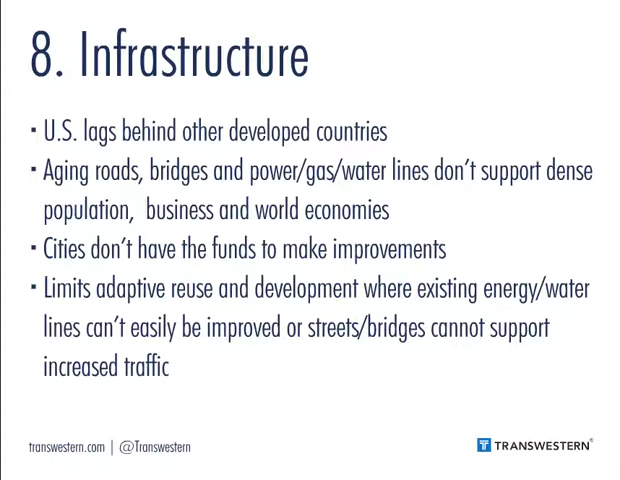 8. Infrastructure
▪ U.S. lags behind other developed countries
▪ Aging roads, bridges and power/gas/water lines don’t support dense
population,  business and world economies
▪ Cities don’t have the funds to make improvements
▪ Limits adaptive reuse and development where existing energy/water
lines can’t easily be improved or streets/bridges cannot support
increased traffic
transwestern.com | @Transwestern
T TRANSWESTERN®